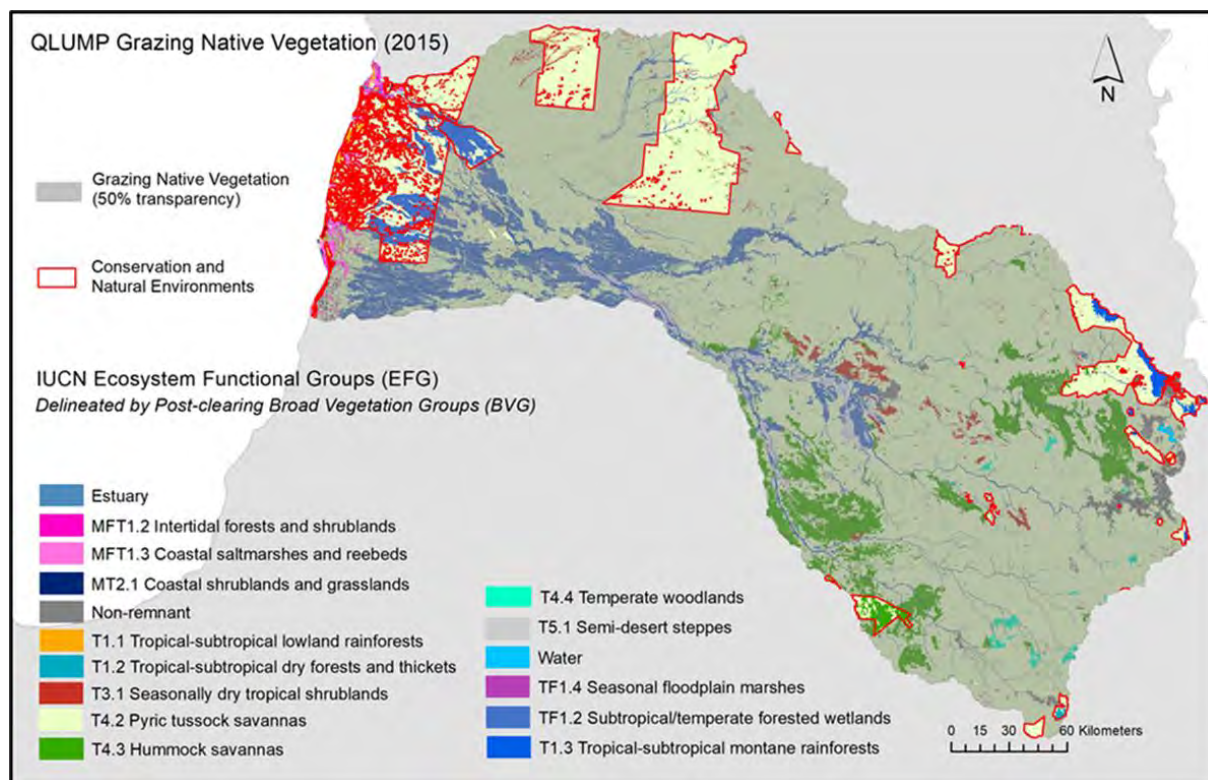 QLUMP Grazing Native Vegetation (2015)
N
Grazing Native Vegetation
(50% transparency)
Conservation and
Natural Environments
IUCN Ecosystem Functional Groups (EFG)
Delineated by Post-clearing Broad Vegetation Groups (BVG)
Estuary
MFT1.2 Intertidal forests and shrublands
MFT1.3 Coastal saltmarshes and reebeds
MT2.1 Coastal shrublands and grasslands
Non-remnant
T1.1 Tropical-subtropical lowland rainforests
T1.2 Tropical-subtropical dry forests and thickets
T3.1 Seasonally dry tropical shrublands
T4.2 Pyric tussock savannas
T4.3 Hummock savannas
T4.4 Temperate woodlands
T5.1 Semi-desert steppes
Water
TF1.4 Seasonal floodplain marshes
TF1.2 Subtropical/temperate forested wetlands
T1.3 Tropical-subtropical montane rainforests
0 15 30 60 Kilometers